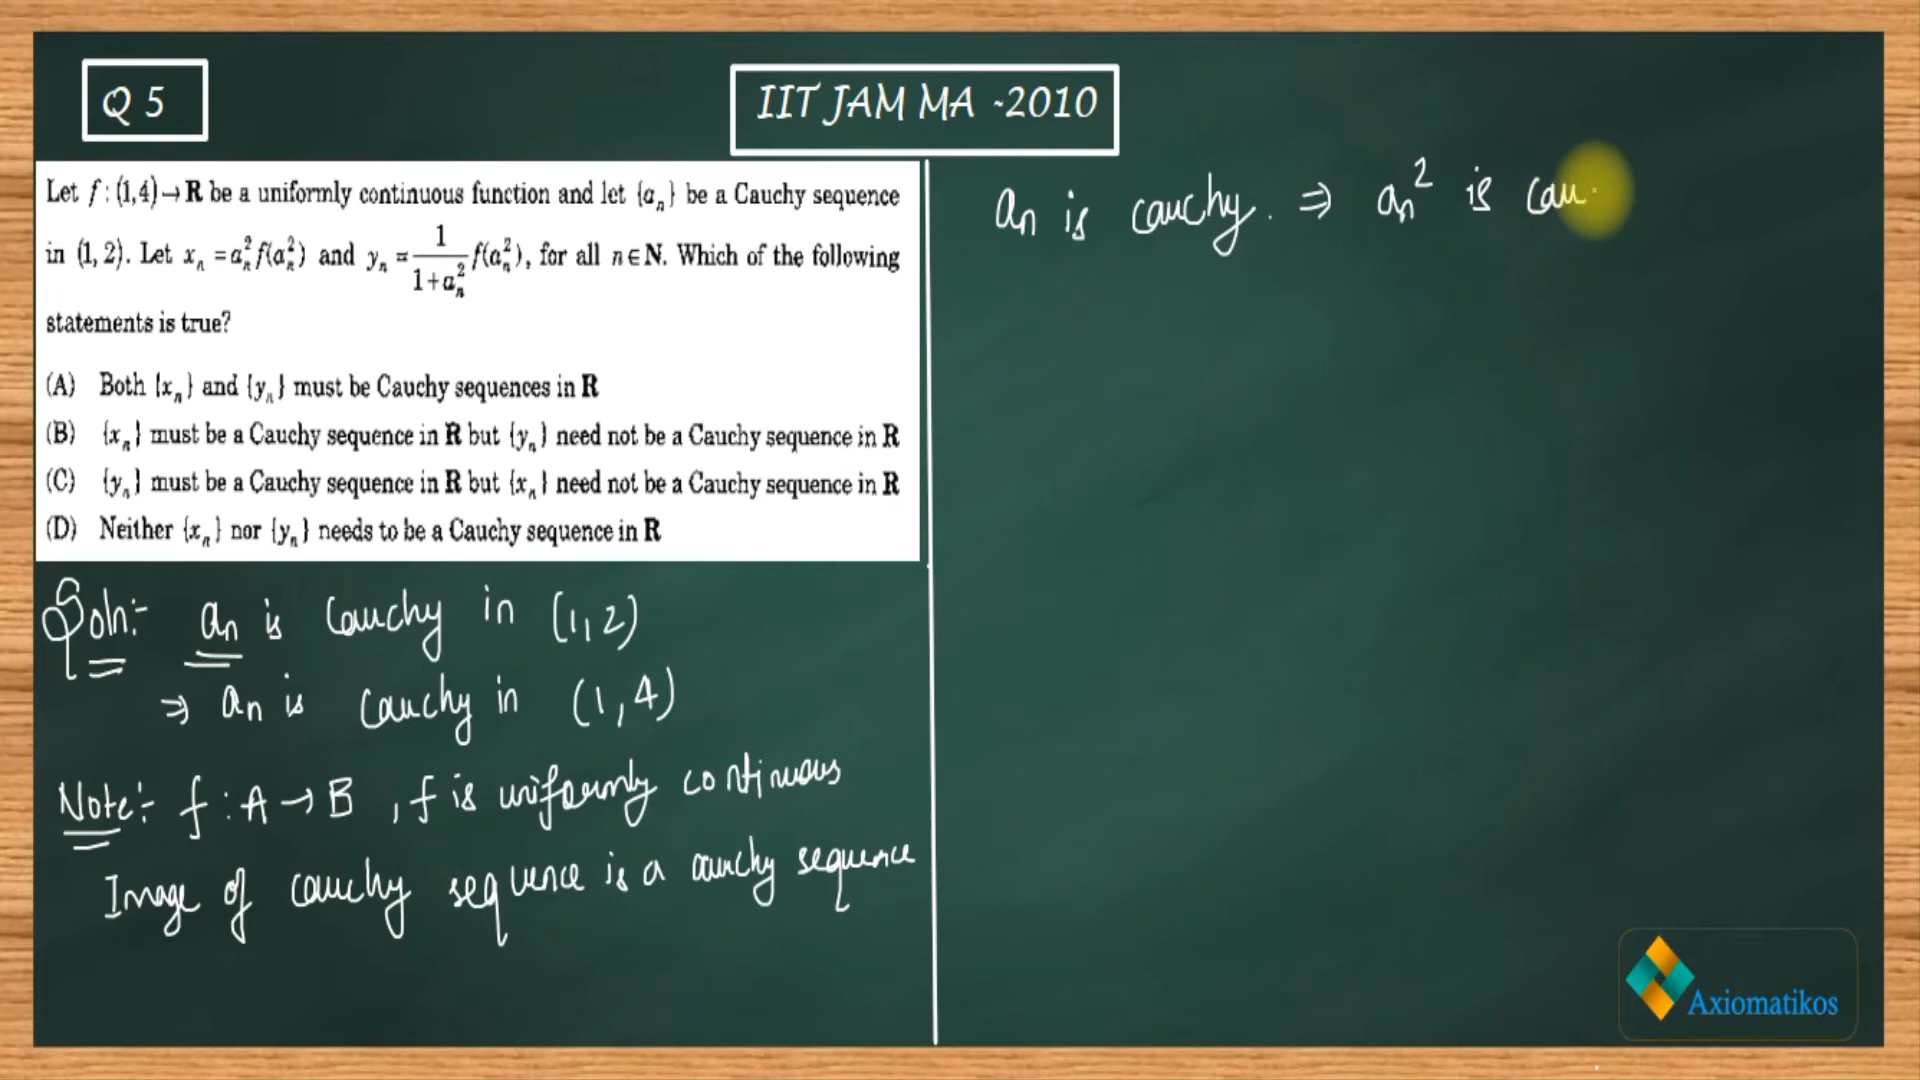 Q 5
IIT JAM MA -2010
Let f : (1,4) → R be a uniformly continuous function and let {aₙ} be a Cauchy sequence
in (1, 2). Let xₙ = aₙ² f(aₙ²) and yₙ = 1/(1+aₙ²) f(aₙ²), for all n ∈ N. Which of the following
statements is true?
(A) Both {xₙ} and {yₙ} must be Cauchy sequences in R
(B) {xₙ} must be a Cauchy sequence in R but {yₙ} need not be a Cauchy sequence in R
(C) {yₙ} must be a Cauchy sequence in R but {xₙ} need not be a Cauchy sequence in R
(D) Neither {xₙ} nor {yₙ} needs to be a Cauchy sequence in R
Soln:- aₙ is Cauchy in (1,2)
⇒ aₙ is Cauchy in (1,4)
Note:- f : A → B , f is uniformly continuous
Image of cauchy sequence is a cauchy sequence
aₙ is cauchy. ⇒ aₙ² is cau
Axiomatikos